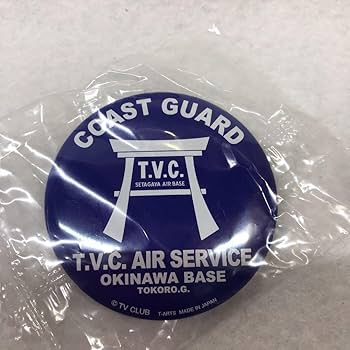 COAST GUARD
T.V.C.
SETAGAYA AIR BASE
T.V.C. AIR SERVICE
OKINAWA BASE
TOKORO.G.
© TV CLUB T-ARTS MADE IN JAPAN